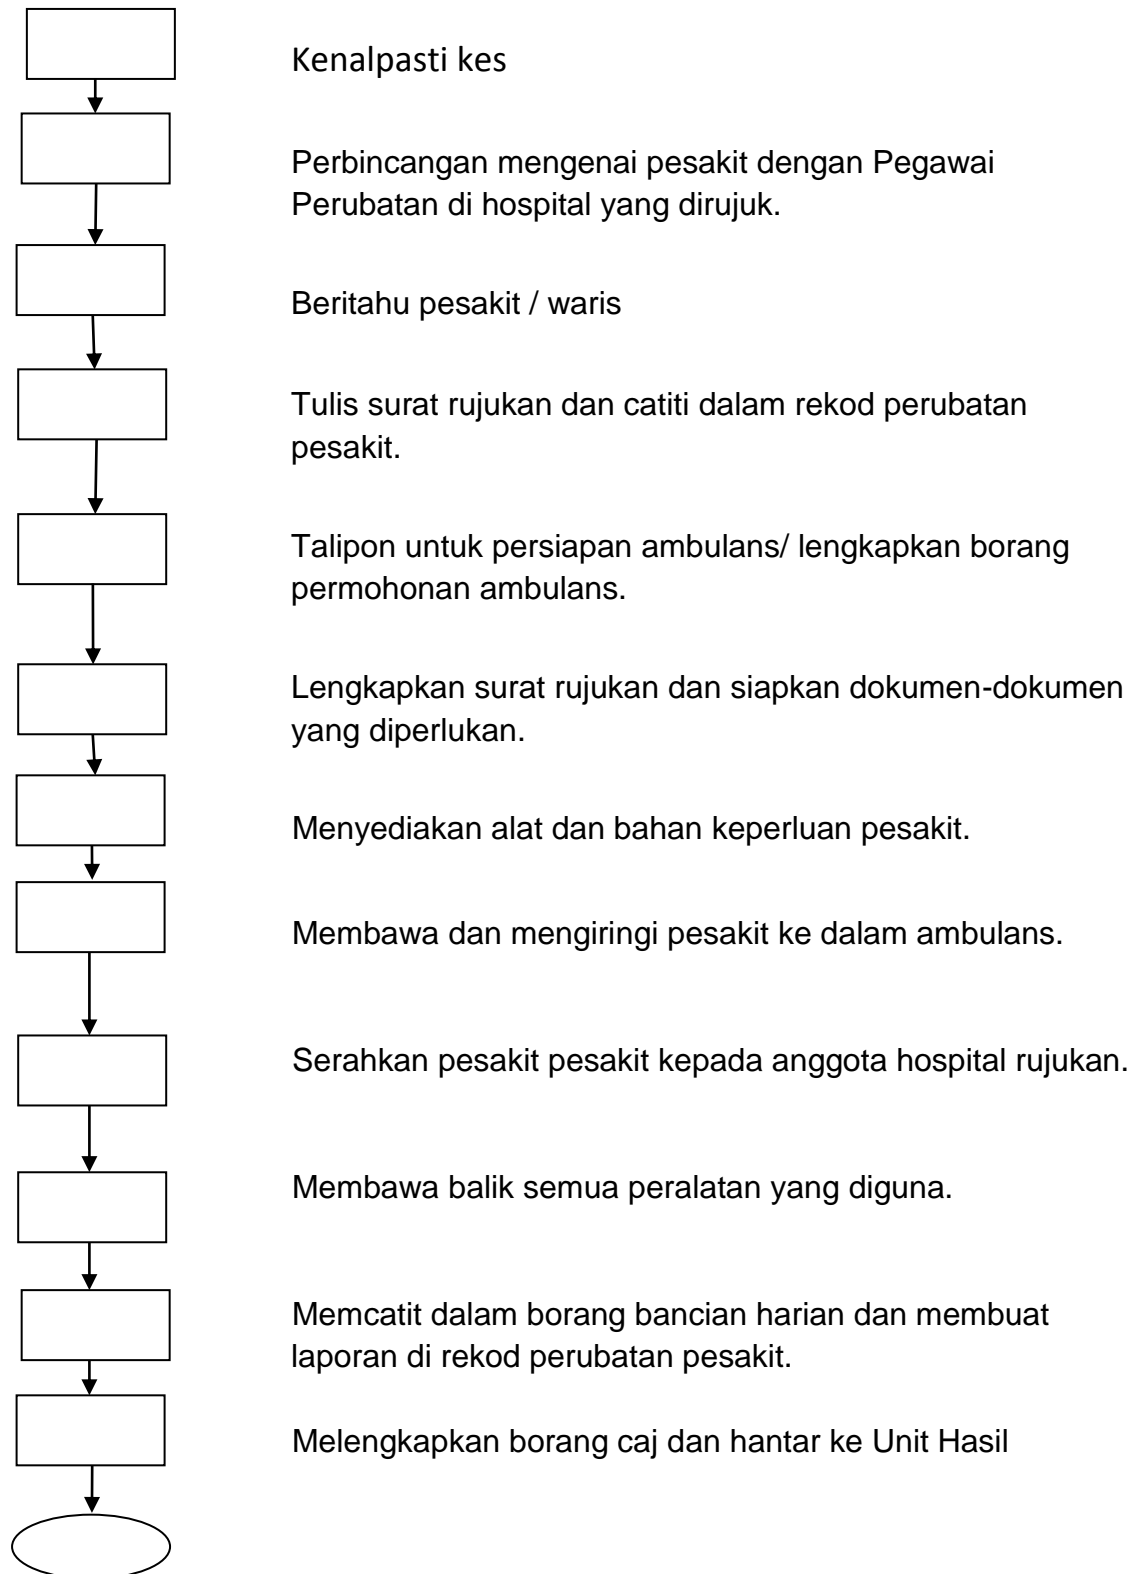 Kenalpasti kes
Perbincangan mengenai pesakit dengan Pegawai
Perubatan di hospital yang dirujuk.
Beritahu pesakit / waris
Tulis surat rujukan dan catiti dalam rekod perubatan
pesakit.
Talipon untuk persiapan ambulans/ lengkapkan borang
permohonan ambulans.
Lengkapkan surat rujukan dan siapkan dokumen-dokumen
yang diperlukan.
Menyediakan alat dan bahan keperluan pesakit.
Membawa dan mengiringi pesakit ke dalam ambulans.
Serahkan pesakit pesakit kepada anggota hospital rujukan.
Membawa balik semua peralatan yang diguna.
Memcatit dalam borang bancian harian dan membuat
laporan di rekod perubatan pesakit.
Melengkapkan borang caj dan hantar ke Unit Hasil